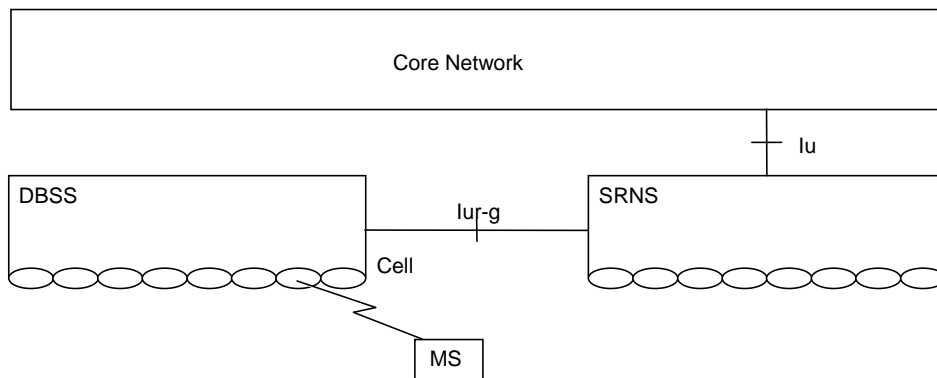 Core Network
Iu
DBSS
SRNS
Iur-g
Cell
MS